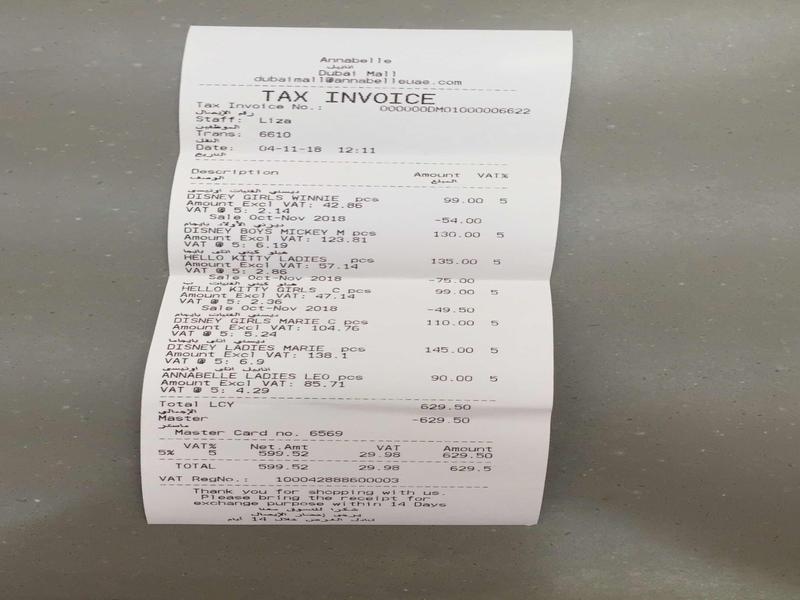 Annabelle
Dubai Mall
dubaimall@annabelleuae.com
TAX INVOICE
Tax Invoice No.: 000000DM01000006622
رقم الإيصال
Staff: Liza
Trans: 6610
Date: 04-11-18 12:11
التاريخ
Description Amount VAT%
الوصف المبلغ
DISNEY GIRLS WINNIE pcs 99.00 5
Amount Excl VAT: 42.86
VAT @ 5: 2.14
Sale Oct-Nov 2018 -54.00
DISNEY BOYS MICKEY M pcs 130.00 5
Amount Excl VAT: 123.81
VAT @ 5: 6.19
HELLO KITTY LADIES pcs 135.00 5
Amount Excl VAT: 57.14
VAT @ 5: 2.86
Sale Oct-Nov 2018 -75.00
HELLO KITTY GIRLS C pcs 99.00 5
Amount Excl VAT: 47.14
VAT @ 5: 2.36
Sale Oct-Nov 2018 -49.50
DISNEY GIRLS MARIE C pcs 110.00 5
Amount Excl VAT: 104.76
VAT @ 5: 5.24
DISNEY LADIES MARIE pcs 145.00 5
Amount Excl VAT: 138.1
VAT @ 5: 6.9
ANNABELLE LADIES LEO pcs 90.00 5
Amount Excl VAT: 85.71
VAT @ 5: 4.29
Total LCY 629.50
الإجمالي
Master -629.50
ماستر
Master Card no. 6569
VAT% Net.Amt VAT Amount
5% 5 599.52 29.98 629.50
TOTAL 599.52 29.98 629.5
VAT RegNo.: 100042888600003
Thank you for shopping with us.
Please bring the receipt for
exchange purpose within 14 Days
شكرا للتسوق معنا
يرجى إحضار الإيصال
خلال 14 أيام